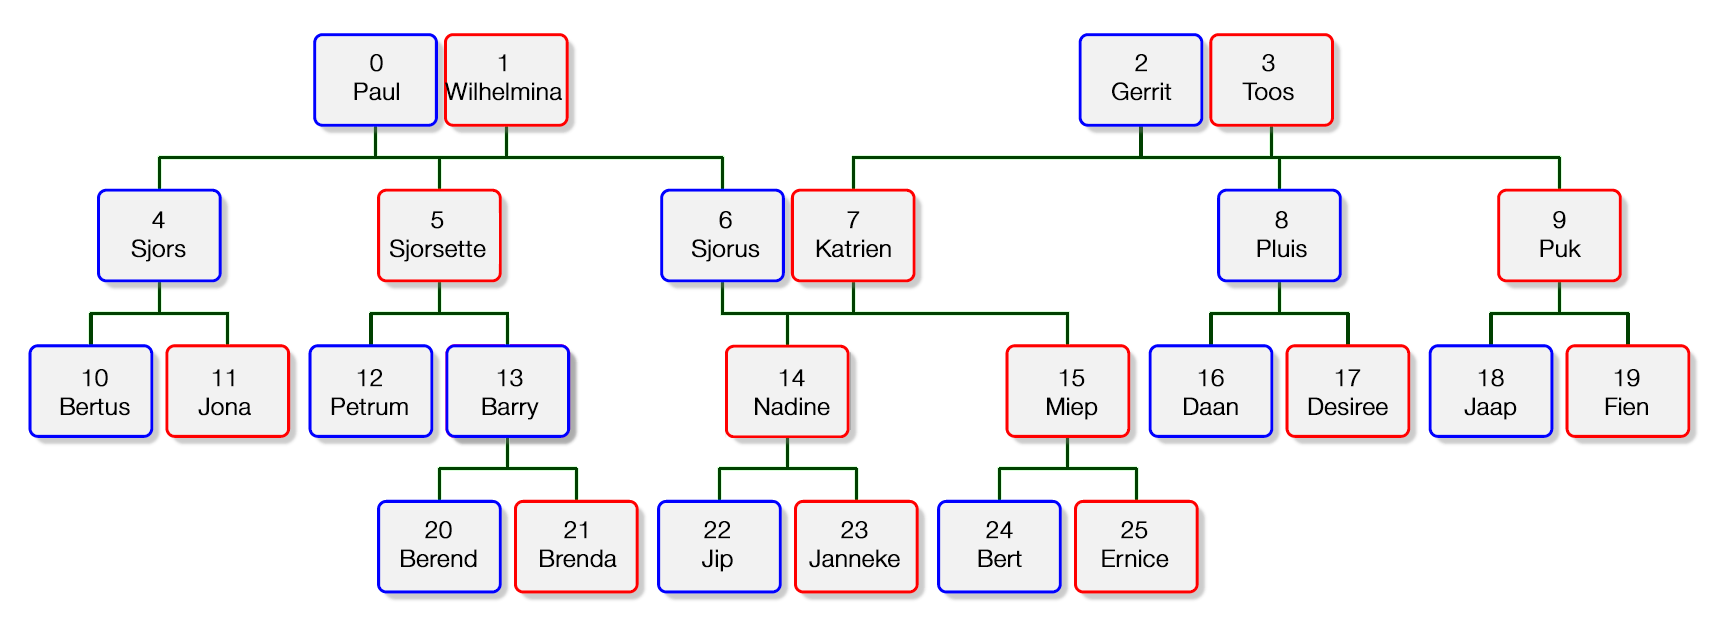 0
Paul
1
Wilhelmina
2
Gerrit
3
Toos
4
Sjors
5
Sjorsette
6
Sjorus
7
Katrien
8
Pluis
9
Puk
10
Bertus
11
Jona
12
Petrum
13
Barry
14
Nadine
15
Miep
16
Daan
17
Desiree
18
Jaap
19
Fien
20
Berend
21
Brenda
22
Jip
23
Janneke
24
Bert
25
Ernice